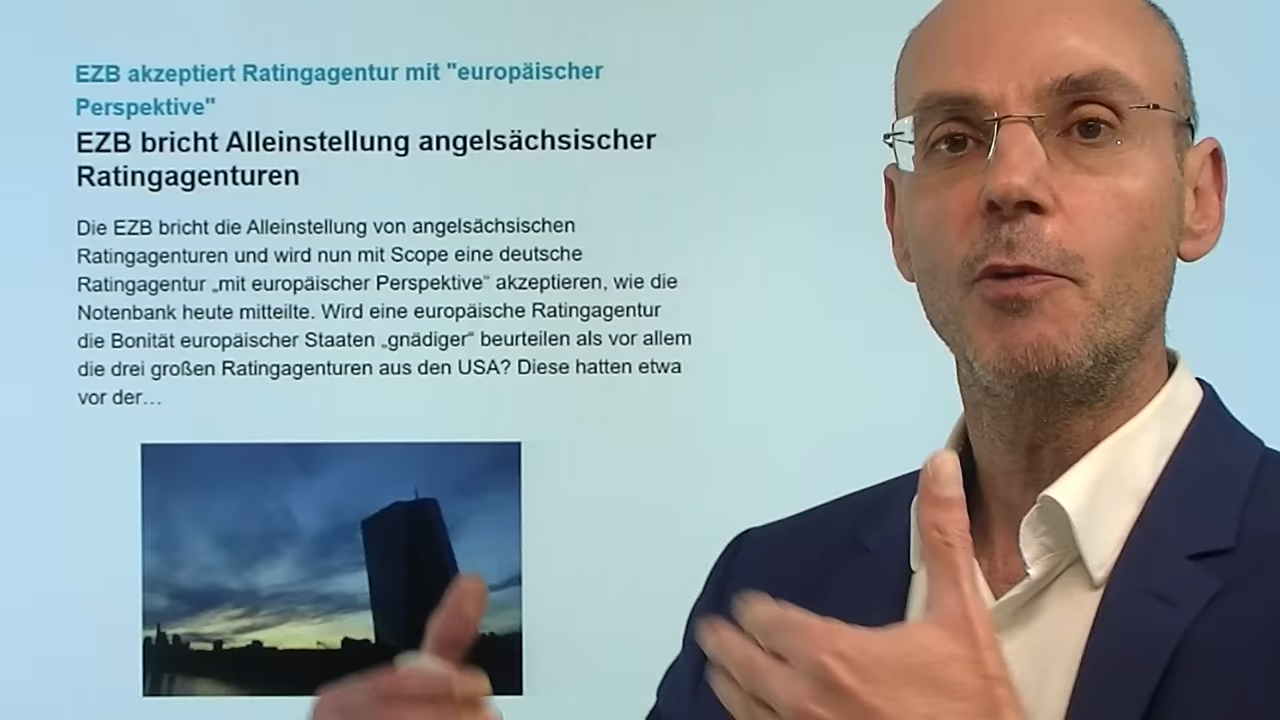 EZB akzeptiert Ratingagentur mit "europäischer
Perspektive"
EZB bricht Alleinstellung angelsächsischer
Ratingagenturen
Die EZB bricht die Alleinstellung von angelsächsischen
Ratingagenturen und wird nun mit Scope eine deutsche
Ratingagentur „mit europäischer Perspektive“ akzeptieren, wie die
Notenbank heute mitteilte. Wird eine europäische Ratingagentur
die Bonität europäischer Staaten „gnädiger“ beurteilen als vor allem
die drei großen Ratingagenturen aus den USA? Diese hatten etwa
vor der…